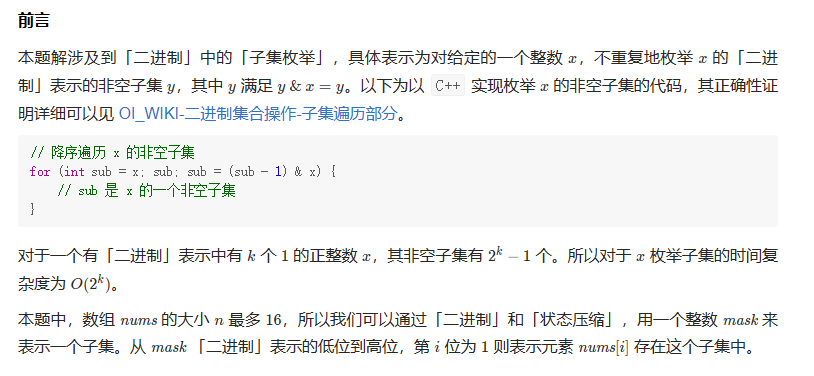 前言
本题解涉及到「二进制」中的「子集枚举」，具体表示为对给定的一个整数 x，不重复地枚举 x 的「二进
制」表示的非空子集 y，其中 y 满足 y & x = y。以下为以 C++ 实现枚举 x 的非空子集的代码，其正确性证
明详细可以见 OI_WIKI-二进制集合操作-子集遍历部分。
// 降序遍历 x 的非空子集
for (int sub = x; sub; sub = (sub - 1) & x) {
    // sub 是 x 的一个非空子集
}
对于一个有「二进制」表示中有 k 个 1 的正整数 x，其非空子集有 2^k − 1 个。所以对于 x 枚举子集的时间复
杂度为 O(2^k)。
本题中，数组 nums 的大小 n 最多 16，所以我们可以通过「二进制」和「状态压缩」，用一个整数 mask 来
表示一个子集。从 mask 「二进制」表示的低位到高位，第 i 位为 1 则表示元素 nums[i] 存在这个子集中。